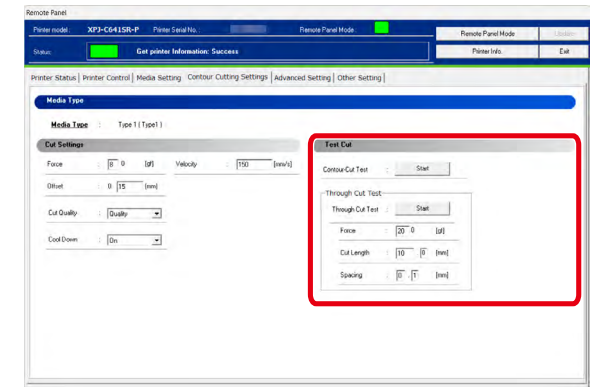 Remote Panel
Printer model : XPJ-C641SR-P Printer Serial No. : Remote Panel Mode :
Remote Panel Mode
Status: Get printer Information: Success
Printer Info. Exit
Printer Status Printer Control Media Setting Contour Cutting Settings Advanced Setting Other Setting
Media Type
Media Type : Type 1 ( Type1 )
Cut Settings
Force : 8 0 [gf] Velocity : 150 [mm/s]
Offset : 0. 15 [mm]
Cut Quality : Quality
Cool Down : On
Test Cut
Contour-Cut Test : Start
Through Cut Test
Through Cut Test : Start
Force : 20 .0 [gf]
Cut Length : 10 . 0 [mm]
Spacing : 0 . 1 [mm]